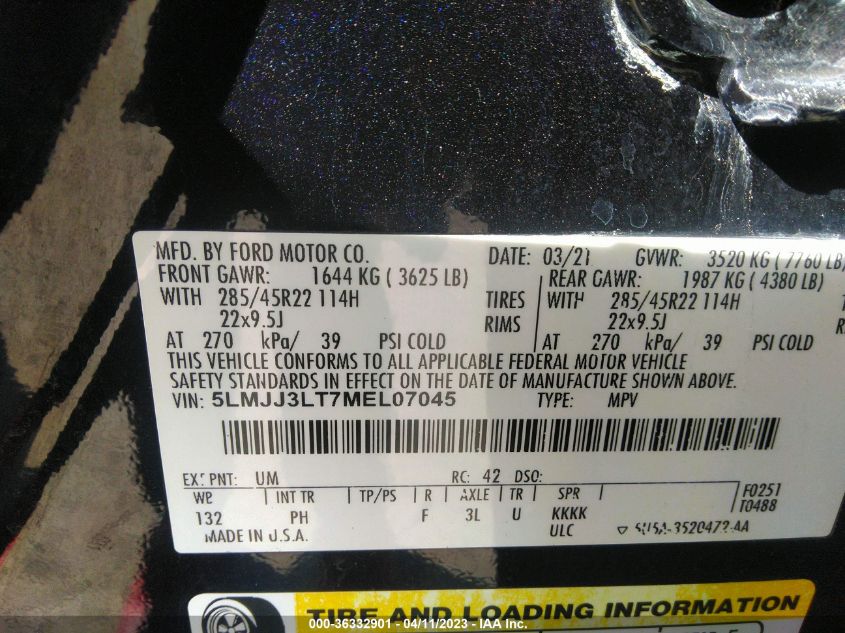 MFD. BY FORD MOTOR CO. DATE: 03/21 GVWR: 3520 KG ( 7760 LB)
FRONT GAWR: 1644 KG ( 3625 LB) REAR GAWR: 1987 KG ( 4380 LB)
WITH 285/45R22 114H TIRES WITH 285/45R22 114H
22x9.5J RIMS 22x9.5J
AT 270 kPa/ 39 PSI COLD AT 270 kPa/ 39 PSI COLD
THIS VEHICLE CONFORMS TO ALL APPLICABLE FEDERAL MOTOR VEHICLE
SAFETY STANDARDS IN EFFECT ON THE DATE OF MANUFACTURE SHOWN ABOVE.
VIN: 5LMJJ3LT7MEL07045 TYPE: MPV
EXT PNT: UM RC: 42 DSO:
WB INT TR TP/PS R AXLE TR SPR F0251
132 PH F 3L U KKKK T0488
MADE IN U.S.A. ULC
TIRE AND LOADING INFORMATION
000-36332901 - 04/11/2023 - IAA Inc.